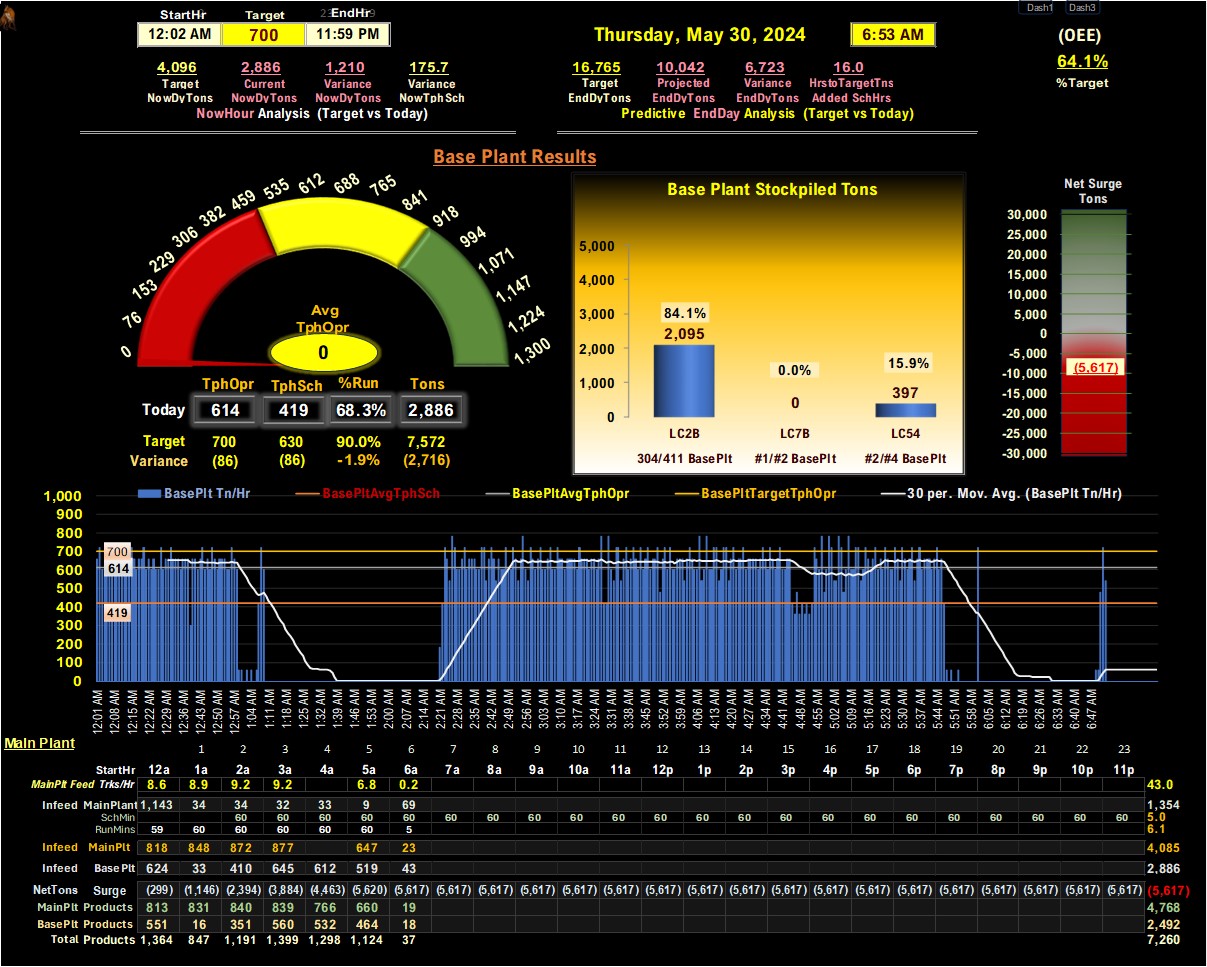 Dash1 Dash3
StartHr Target EndHr
12:02 AM 700 11:59 PM
Thursday, May 30, 2024 6:53 AM
(OEE)
64.1%
%Target
4,096 2,886 1,210 175.7
Target Current Variance Variance
NowDyTons NowDyTons NowDyTons NowTphSch
NowHour Analysis (Target vs Today)
16,765 10,042 6,723 16.0
Target Projected Variance HrstoTargetTns
EndDyTons EndDyTons EndDyTons Added SchHrs
Predictive EndDay Analysis (Target vs Today)
Base Plant Results
0 76 153 229 306 382 459 535 612 688 765 841 918 994 1,071 1,147 1,224 1,300
Avg
TphOpr
0
TphOpr TphSch %Run Tons
Today 614 419 68.3% 2,886
Target 700 630 90.0% 7,572
Variance (86) (86) -1.9% (2,716)
Base Plant Stockpiled Tons
5,000
4,000
3,000
2,000
1,000
0
84.1%
2,095
0.0%
0
15.9%
397
LC2B LC7B LC54
304/411 BasePlt #1/#2 BasePlt #2/#4 BasePlt
Net Surge
Tons
30,000
25,000
20,000
15,000
10,000
5,000
0
-5,000
-10,000
-15,000
-20,000
-25,000
-30,000
(5,617)
BasePlt Tn/Hr BasePltAvgTphSch BasePltAvgTphOpr BasePltTargetTphOpr 30 per. Mov. Avg. (BasePlt Tn/Hr)
1,000
900
800
700
600
500
400
300
200
100
0
700
614
419
12:01 AM 12:08 AM 12:15 AM 12:22 AM 12:29 AM 12:36 AM 12:43 AM 12:50 AM 12:57 AM 1:04 AM 1:11 AM 1:18 AM 1:25 AM 1:32 AM 1:39 AM 1:46 AM 1:53 AM 2:00 AM 2:07 AM 2:14 AM 2:21 AM 2:28 AM 2:35 AM 2:42 AM 2:49 AM 2:56 AM 3:03 AM 3:10 AM 3:17 AM 3:24 AM 3:31 AM 3:38 AM 3:45 AM 3:52 AM 3:59 AM 4:06 AM 4:13 AM 4:20 AM 4:27 AM 4:34 AM 4:41 AM 4:48 AM 4:55 AM 5:02 AM 5:09 AM 5:16 AM 5:23 AM 5:30 AM 5:37 AM 5:44 AM 5:51 AM 5:58 AM 6:05 AM 6:12 AM 6:19 AM 6:26 AM 6:33 AM 6:40 AM 6:47 AM
Main Plant
1 2 3 4 5 6 7 8 9 10 11 12 13 14 15 16 17 18 19 20 21 22 23
StartHr 12a 1a 2a 3a 4a 5a 6a 7a 8a 9a 10a 11a 12p 1p 2p 3p 4p 5p 6p 7p 8p 9p 10p 11p
MainPlt Feed Trks/Hr 8.6 8.9 9.2 9.2 6.8 0.2 43.0
Infeed MainPlant 1,143 34 34 32 33 9 69 1,354
SchMin 60 60 60 60 60 60 60 60 60 60 60 60 60 60 60 60 60 60 60 60 60 60 5.0
RunMins 59 60 60 60 60 60 5 6.1
Infeed MainPlt 818 848 872 877 647 23 4,085
Infeed Base Plt 624 33 410 645 612 519 43 2,886
NetTons Surge (299) (1,146) (2,394) (3,884) (4,463) (5,620) (5,617) (5,617) (5,617) (5,617) (5,617) (5,617) (5,617) (5,617) (5,617) (5,617) (5,617) (5,617) (5,617) (5,617) (5,617) (5,617) (5,617) (5,617) (5,617)
MainPlt Products 813 831 840 839 766 660 19 4,768
BasePlt Products 551 16 351 560 532 464 18 2,492
Total Products 1,364 847 1,191 1,399 1,298 1,124 37 7,260